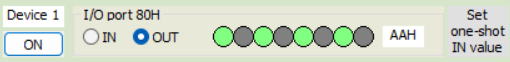 Device 1
ON
I/O port 80H
IN OUT
AAH
Set
one-shot
IN value